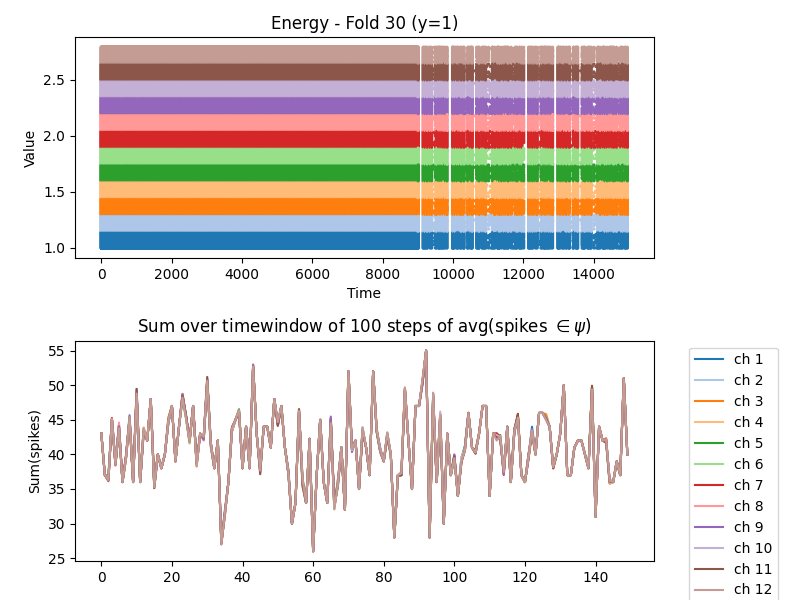 Energy - Fold 30 (y=1)
Value
2.5
2.0
1.5
1.0
0 2000 4000 6000 8000 10000 12000 14000
Time
Sum over timewindow of 100 steps of avg(spikes ∈ ψ)
Sum(spikes)
55
50
45
40
35
30
25
0 20 40 60 80 100 120 140
ch 1
ch 2
ch 3
ch 4
ch 5
ch 6
ch 7
ch 8
ch 9
ch 10
ch 11
ch 12